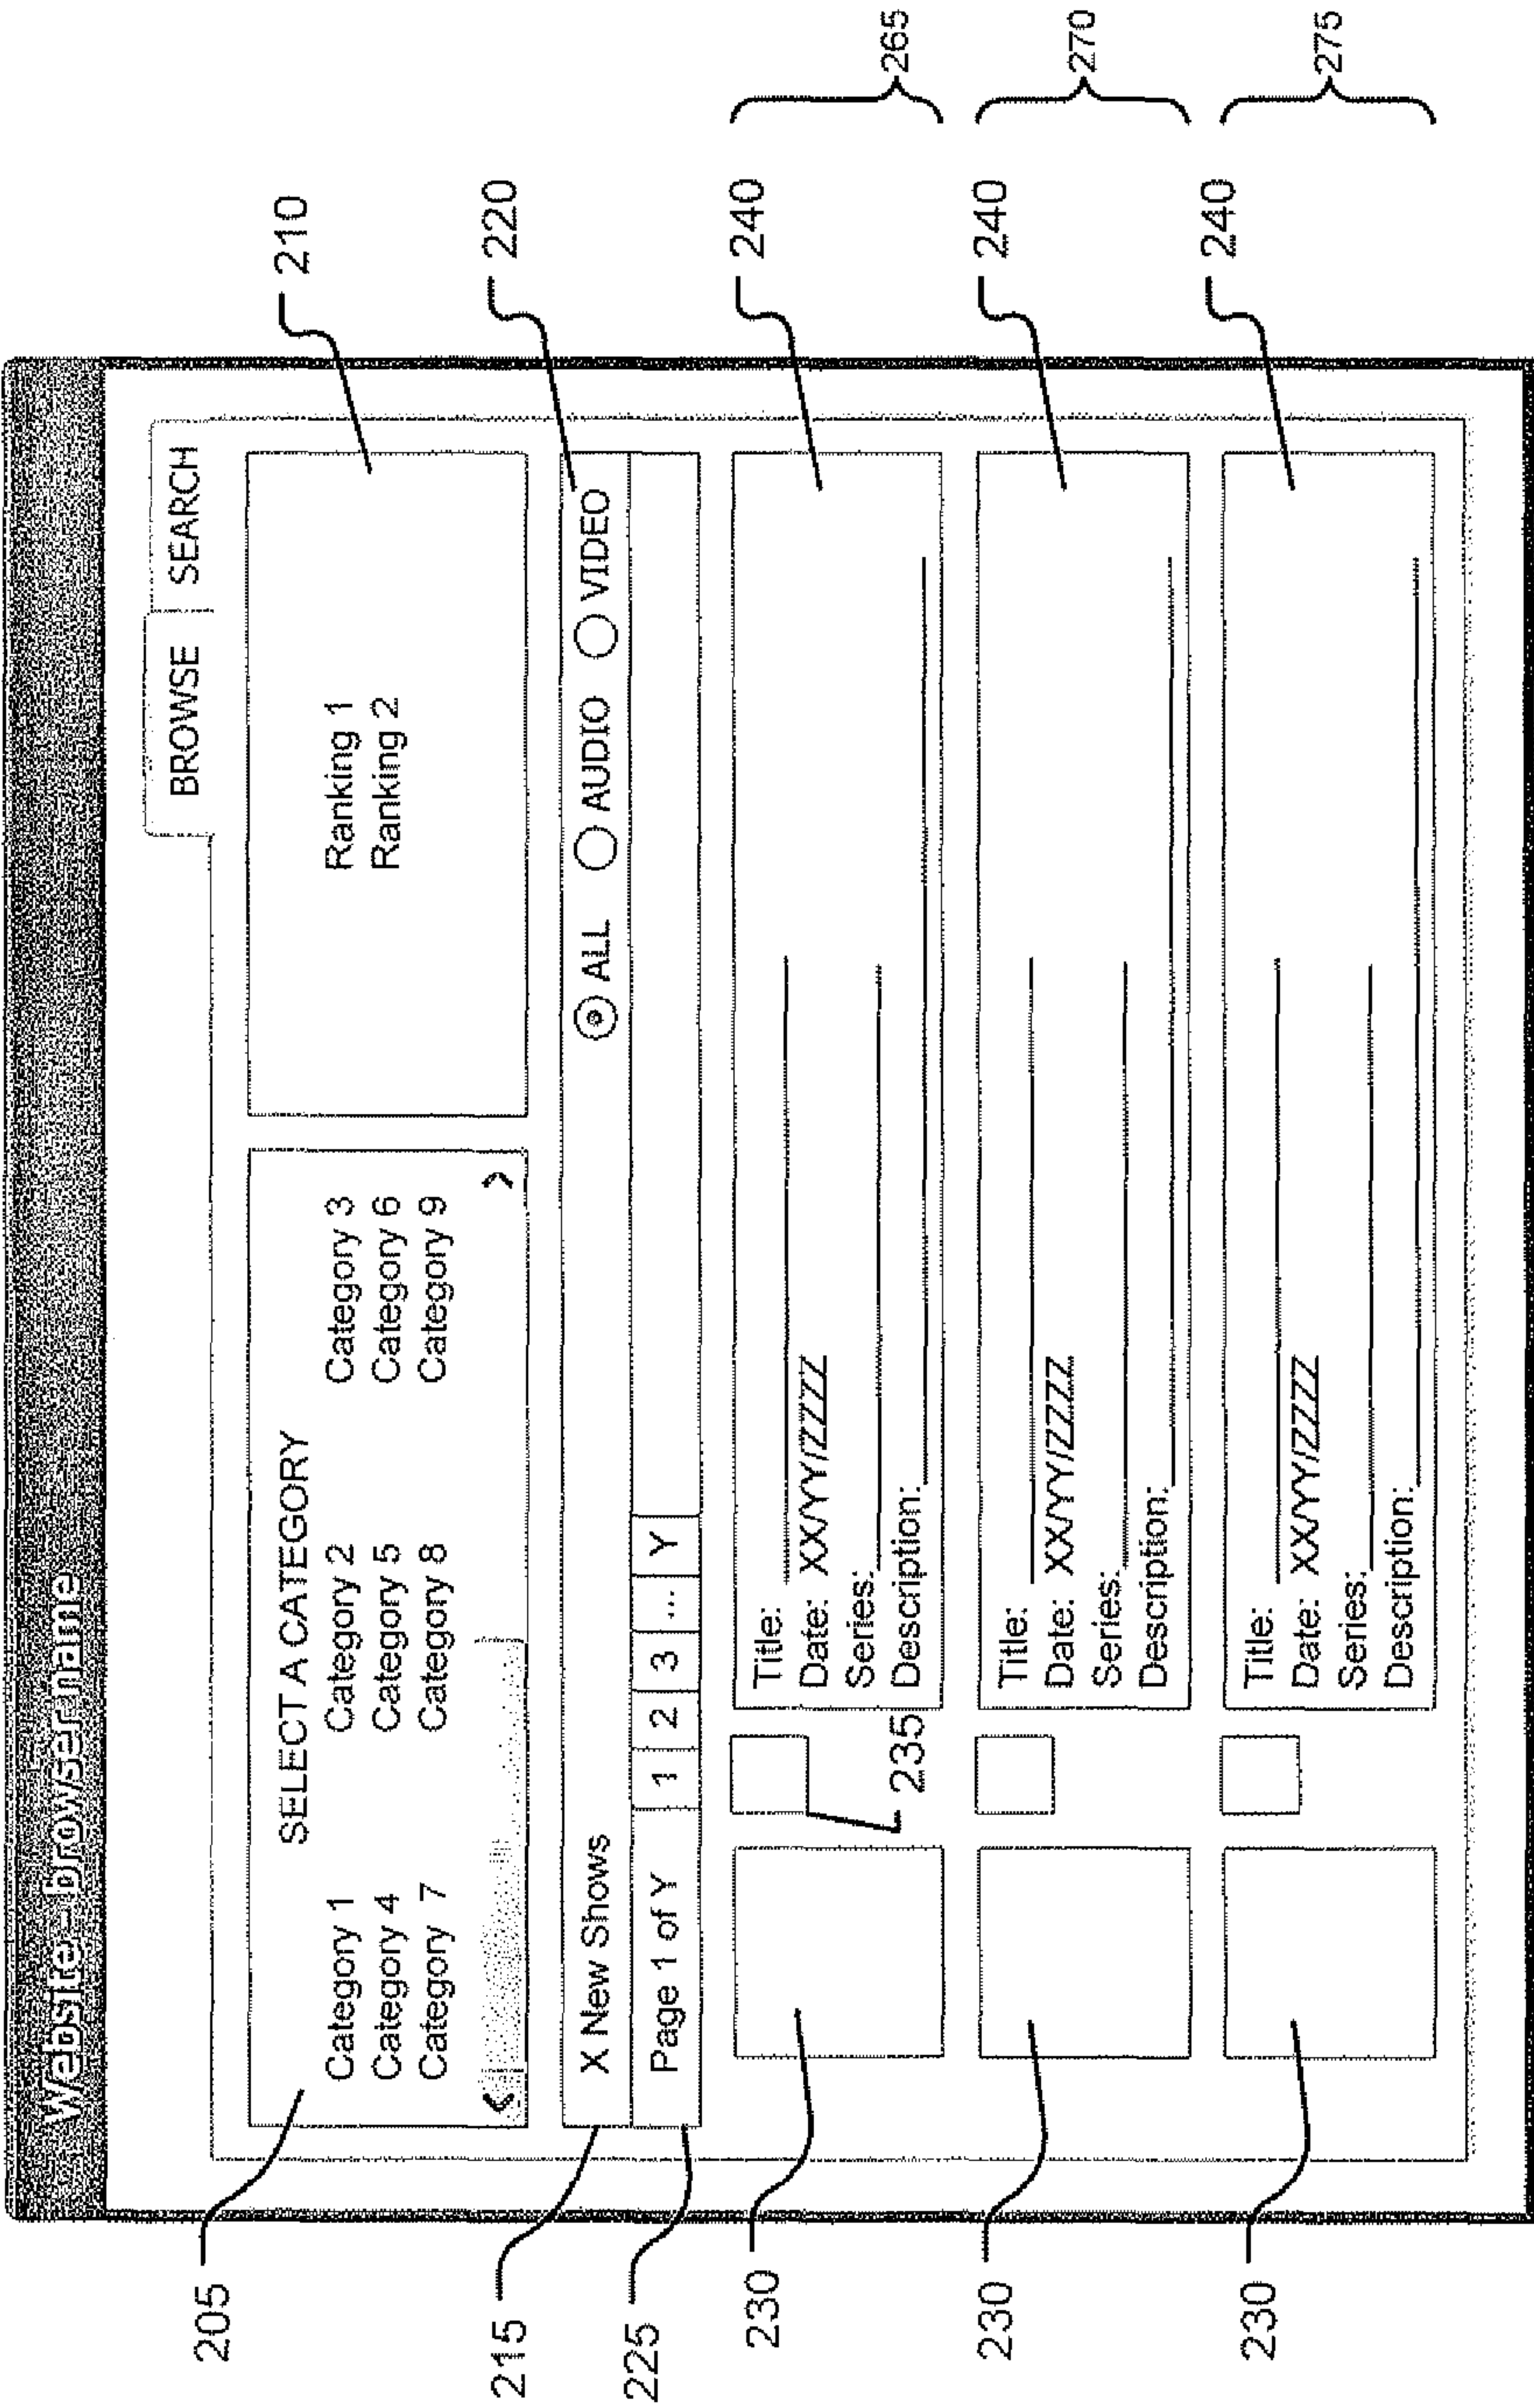 Website - browser name
BROWSE SEARCH
210
205
SELECT A CATEGORY
Category 1 Category 2 Category 3
Category 4 Category 5 Category 6
Category 7 Category 8 Category 9
< >
Ranking 1
Ranking 2
220
215
X New Shows ALL AUDIO VIDEO
225
Page 1 of Y 1 2 3 ... Y
230
240
265
Title:
Date: XX/YY/ZZZZ
Series:
Description:
235
230
240
270
Title:
Date: XX/YY/ZZZZ
Series:
Description:
230
240
275
Title:
Date: XX/YY/ZZZZ
Series:
Description: